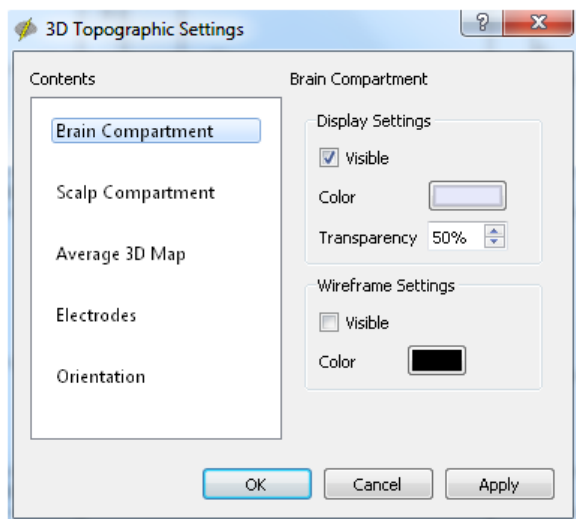 3D Topographic Settings
?
X
Contents
Brain Compartment
Scalp Compartment
Average 3D Map
Electrodes
Orientation
Brain Compartment
Display Settings
Visible
Color
Transparency 50%
Wireframe Settings
Visible
Color
OK Cancel Apply